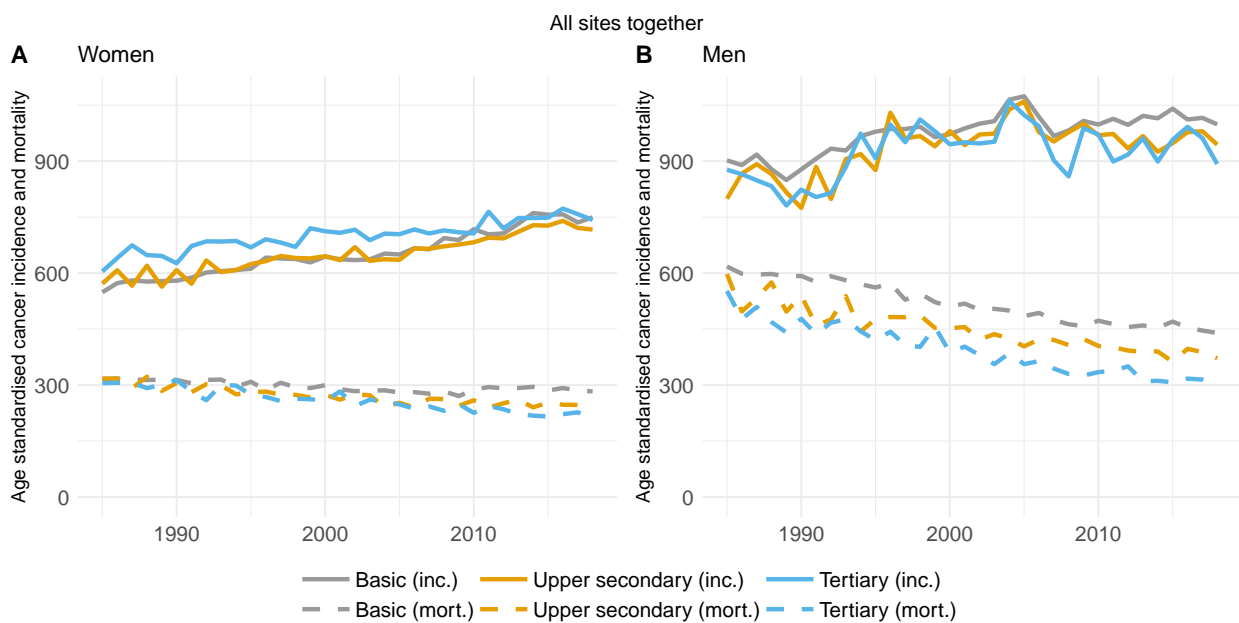 All sites together
A Women
B Men
Age standardised cancer incidence and mortality
900
600
300
0
1990 2000 2010
Age standardised cancer incidence and mortality
900
600
300
0
1990 2000 2010
Basic (inc.) Upper secondary (inc.) Tertiary (inc.)
Basic (mort.) Upper secondary (mort.) Tertiary (mort.)